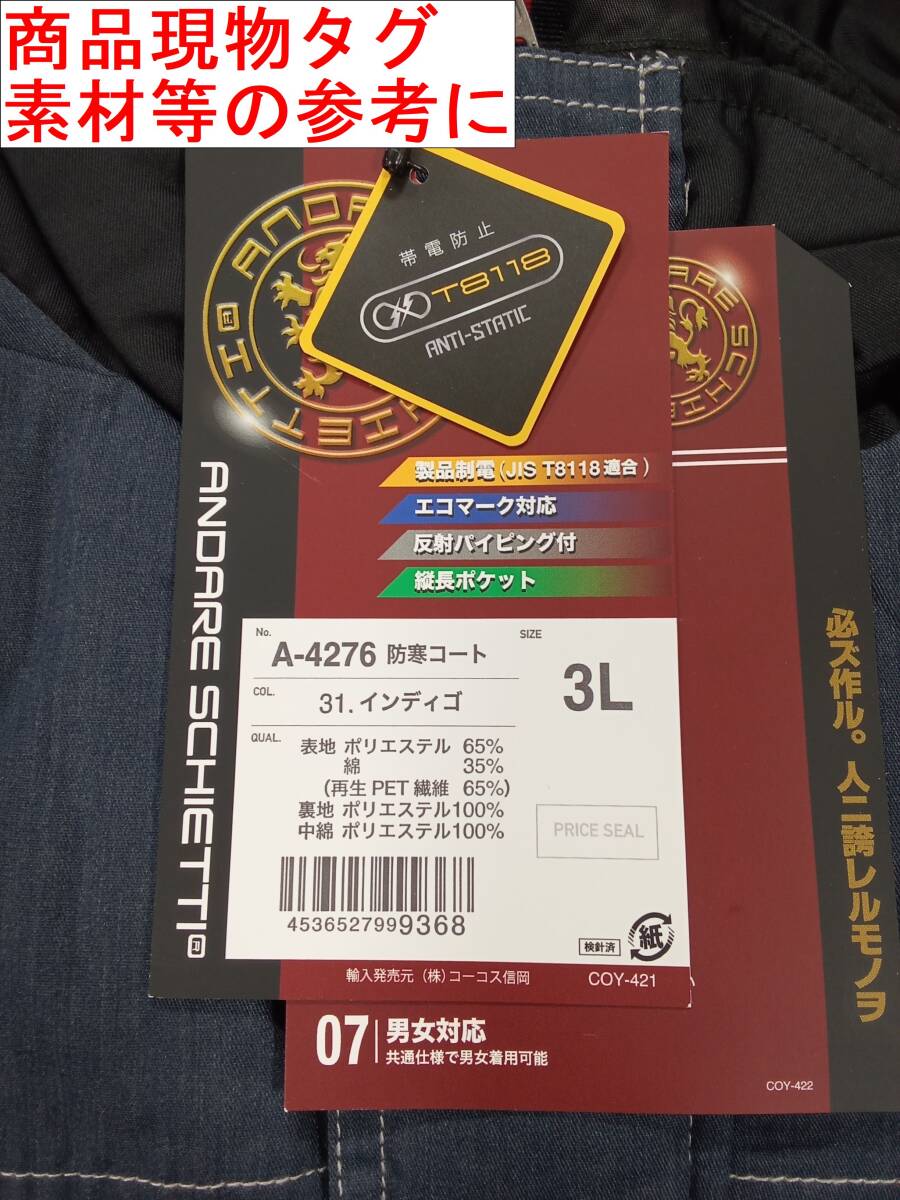 商品現物タグ
素材等の参考に
帯電防止
T8118
ANTI-STATIC
製品制電(JIS T8118適合)
エコマーク対応
反射パイピング付
縦長ポケット
ANDARE SCHIETTI®
No.
A-4276 防寒コート
SIZE
3L
COL.
31.インディゴ
QUAL.
表地 ポリエステル 65%
綿 35%
(再生PET繊維 65%)
裏地 ポリエステル100%
中綿 ポリエステル100%
PRICE SEAL
4536527999368
検針済
紙
輸入発売元 (株) コーコス信岡
COY-421
必ズ作ル。人ニ誇レルモノヲ
07 男女対応
共通仕様で男女着用可能
COY-422